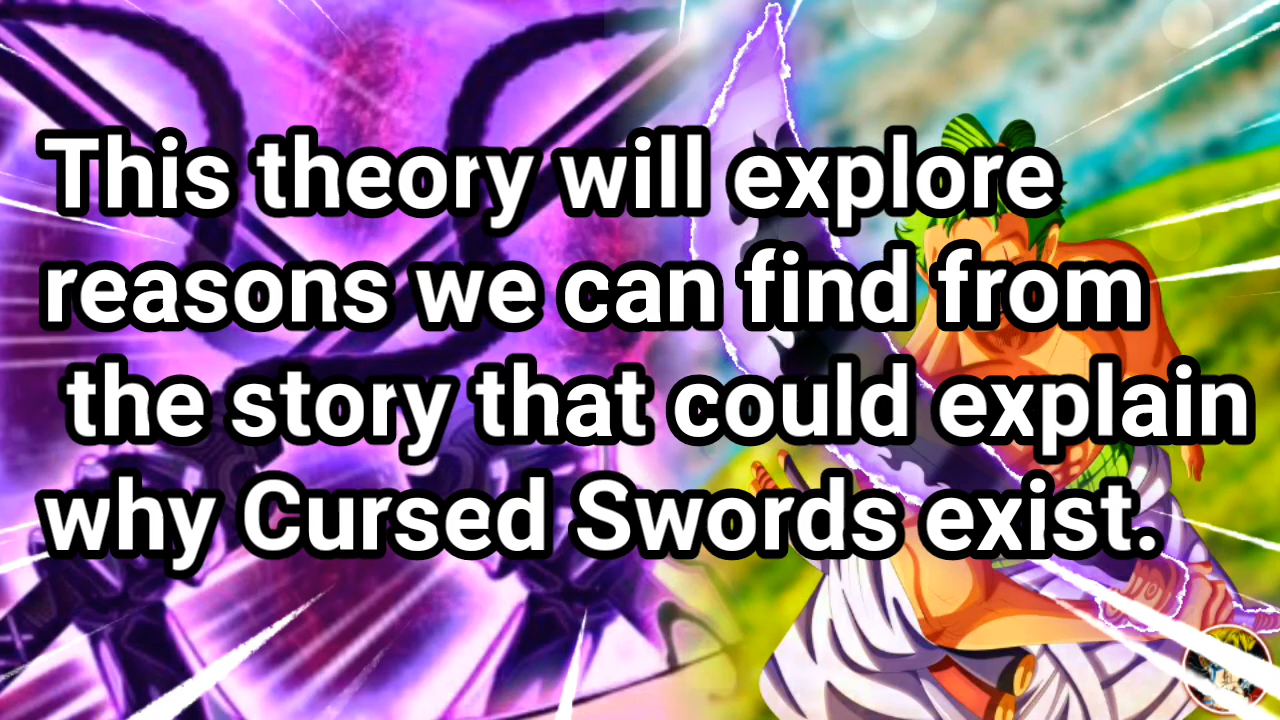 This theory will explore
reasons we can find from
the story that could explain
why Cursed Swords exist.